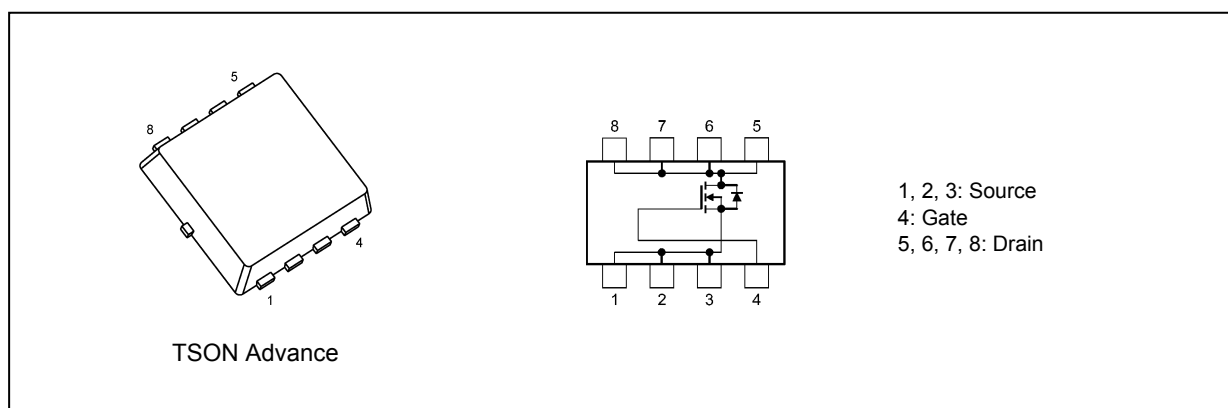 5
8
4
1
TSON Advance
8 7 6 5
1 2 3 4
1, 2, 3: Source
4: Gate
5, 6, 7, 8: Drain